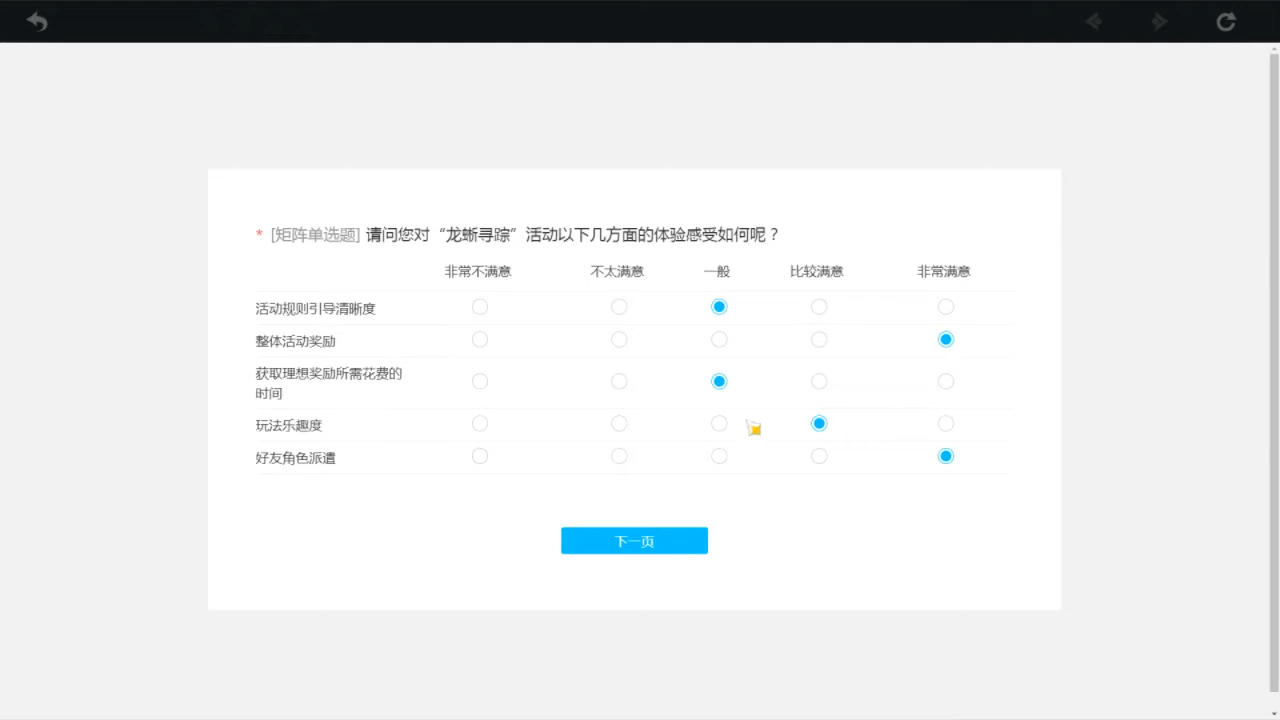 * [矩阵单选题] 请问您对“龙蜥寻踪”活动以下几方面的体验感受如何呢？
非常不满意 不太满意 一般 比较满意 非常满意
活动规则引导清晰度
整体活动奖励
获取理想奖励所需花费的
时间
玩法乐趣度
好友角色派遣
下一页